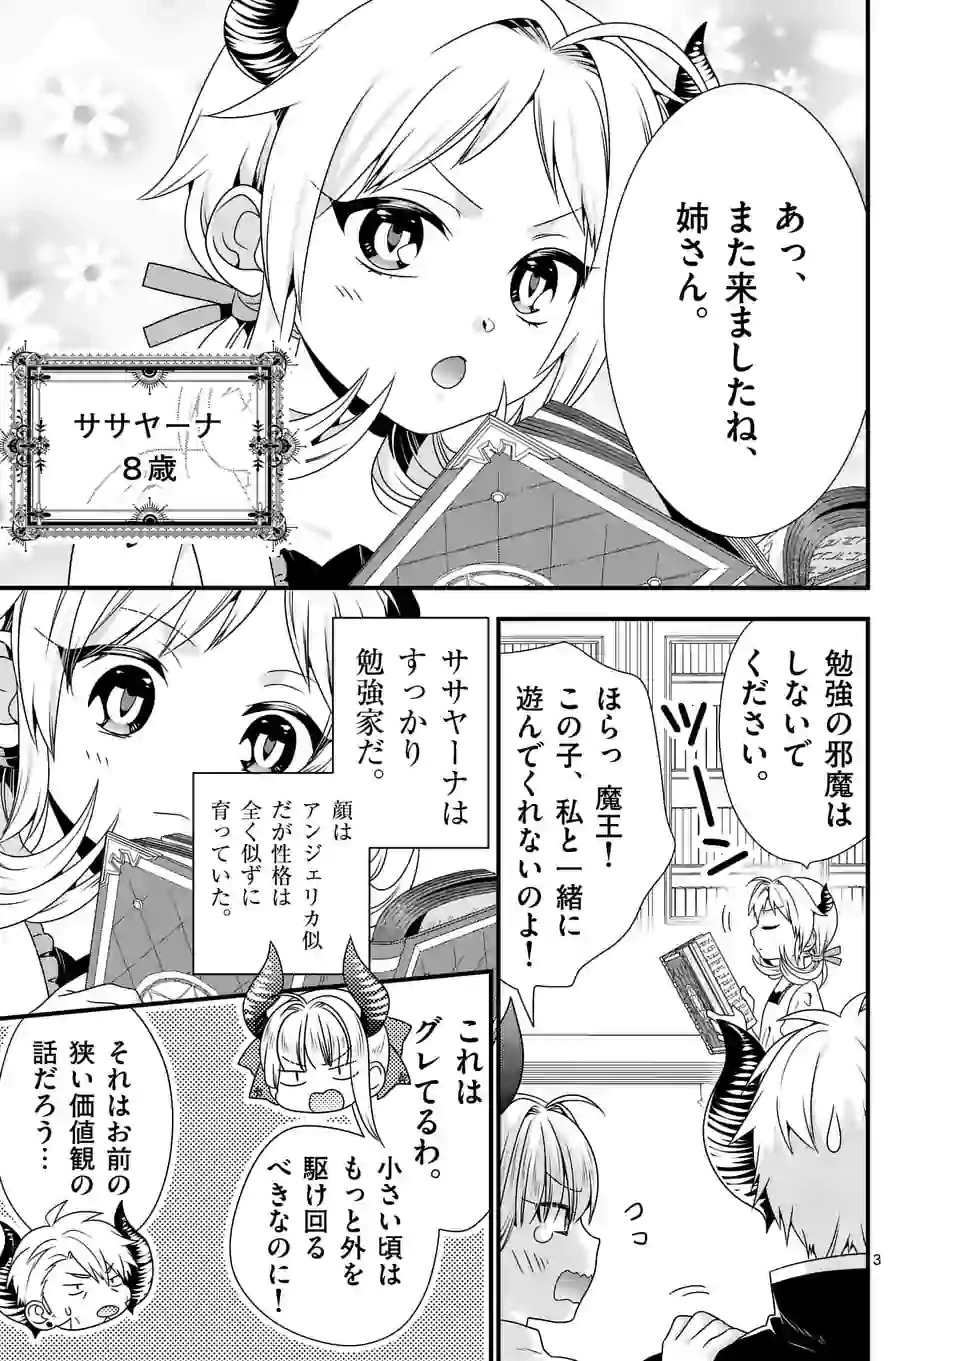 あっ、
また来ましたね、
姉さん。
ササヤーナ
8歳
勉強の邪魔は
しないで
ください。
ツーン
ほらっ 魔王!
この子、私と一緒に
遊んでくれないのよ!
ササヤーナは
すっかり
勉強家だ。
顔は
アンジェリカ似
だが性格は
全く似ずに
育っていた。
これは
グレてるわ。
小さい頃は
もっと外を
駆け回る
べきなのに!
それはお前の
狭い価値観の
話だろう…
3